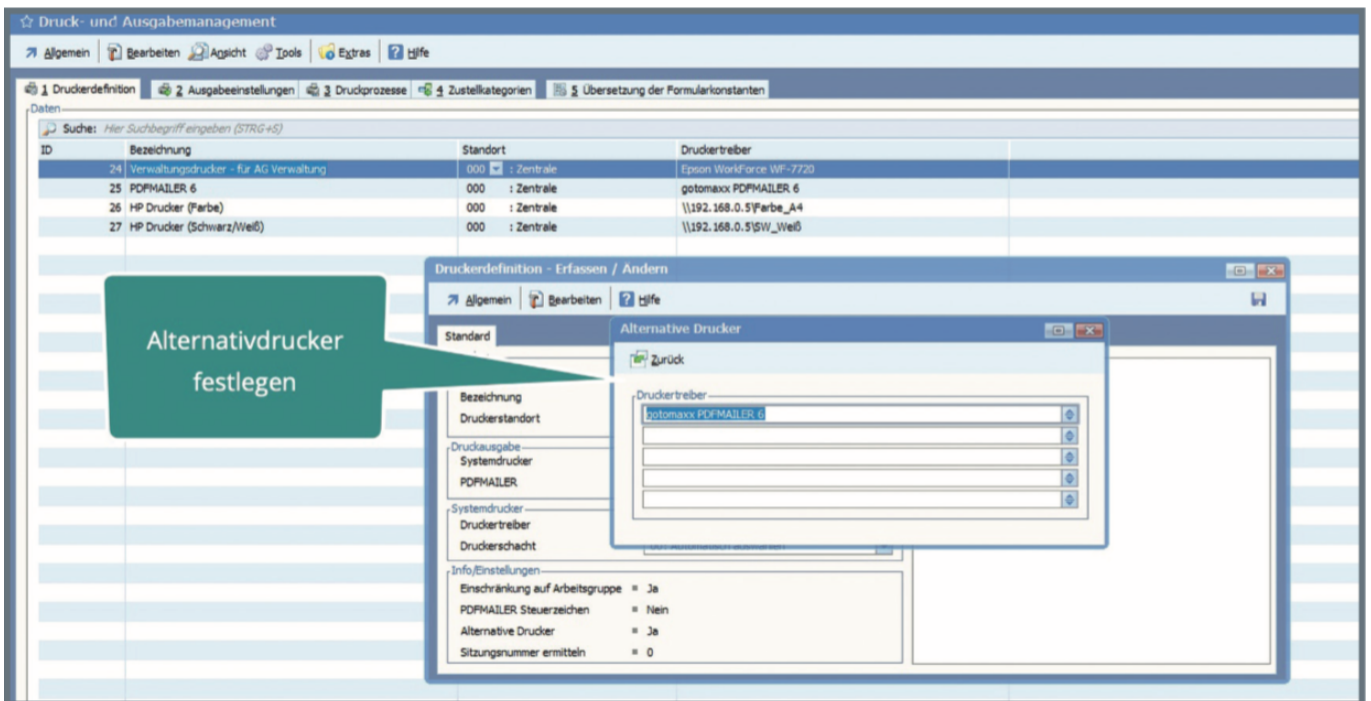 Druck- und Ausgabemanagement
Allgemein Bearbeiten Ansicht Tools Extras Hilfe
1 Druckerdefinition 2 Ausgabeeinstellungen 3 Druckprozesse 4 Zustellkategorien 5 Übersetzung der Formularkonstanten
Daten
Suche: Hier Suchbegriff eingeben (STRG+S)
ID Bezeichnung Standort Druckertreiber
24 Verwaltungsdrucker - für AG Verwaltung 000 : Zentrale Epson WorkForce WF-7720
25 PDFMAILER 6 000 : Zentrale gotomaxx PDFMAILER 6
26 HP Drucker (Farbe) 000 : Zentrale \\192.168.0.5\Farbe_A4
27 HP Drucker (Schwarz/Weiß) 000 : Zentrale \\192.168.0.5\SW_Weiß
Alternativdrucker
festlegen
Druckerdefinition - Erfassen / Ändern
Allgemein Bearbeiten Hilfe
Standard
Bezeichnung
Druckerstandort
Druckausgabe
Systemdrucker
PDFMAILER
Systemdrucker
Druckertreiber
Druckerschacht
Info/Einstellungen
Einschränkung auf Arbeitsgruppe = Ja
PDFMAILER Steuerzeichen = Nein
Alternative Drucker = Ja
Sitzungsnummer ermitteln = 0
Alternative Drucker
Zurück
Druckertreiber
gotomaxx PDFMAILER 6